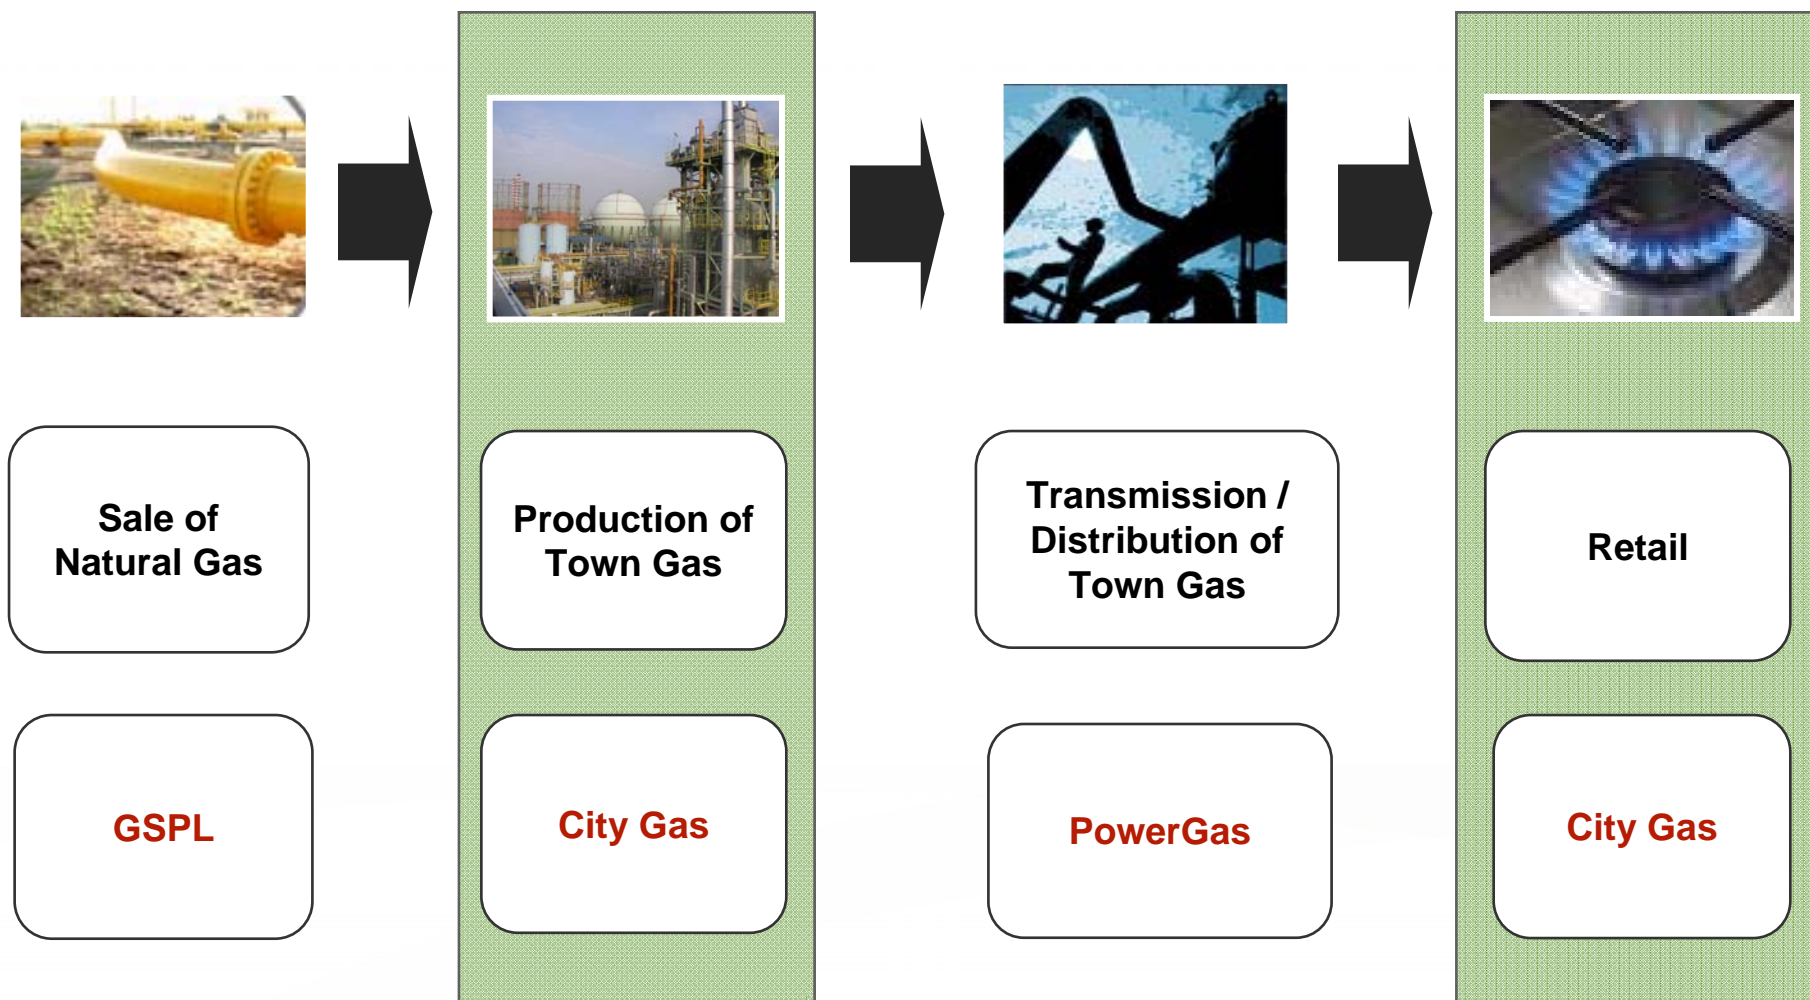 Sale of
Natural Gas
Production of
Town Gas
Transmission /
Distribution of
Town Gas
Retail
GSPL
City Gas
PowerGas
City Gas